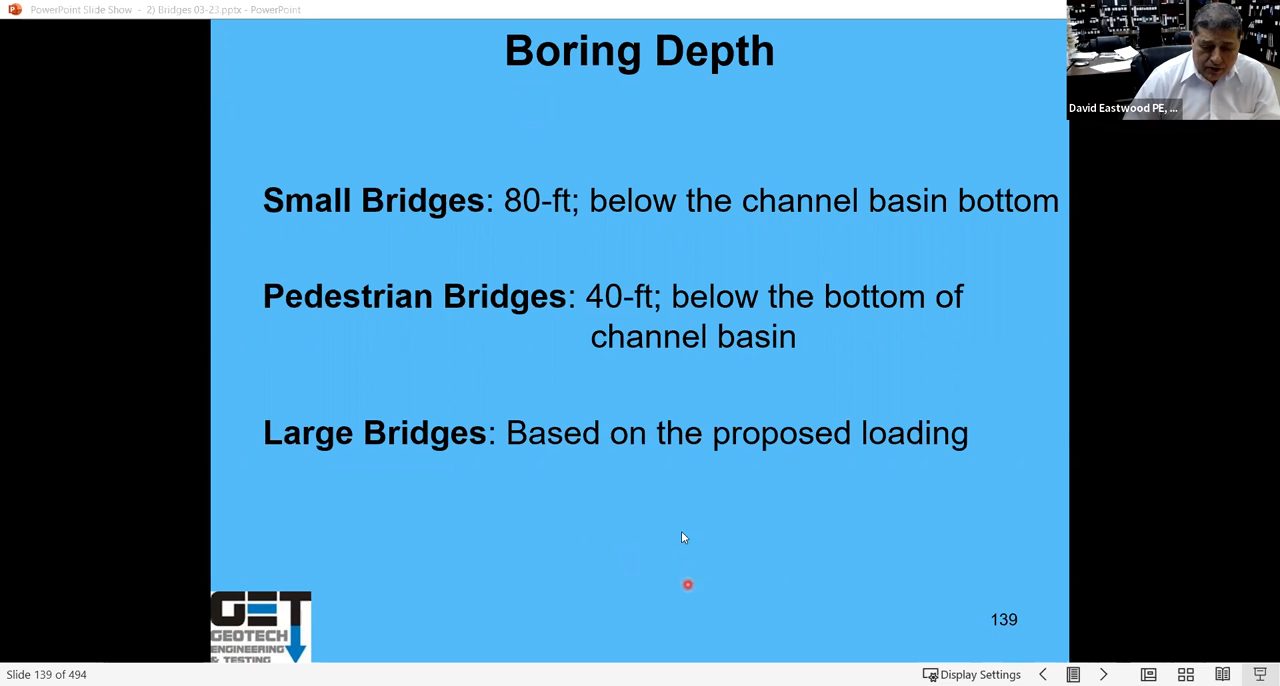 PowerPoint Slide Show - 2) Bridges 03-23.pptx - PowerPoint
David Eastwood PE, ...
Boring Depth
Small Bridges: 80-ft; below the channel basin bottom
Pedestrian Bridges: 40-ft; below the bottom of
channel basin
Large Bridges: Based on the proposed loading
GET
GEOTECH
ENGINEERING
& TESTING
139
Slide 139 of 494
Display Settings